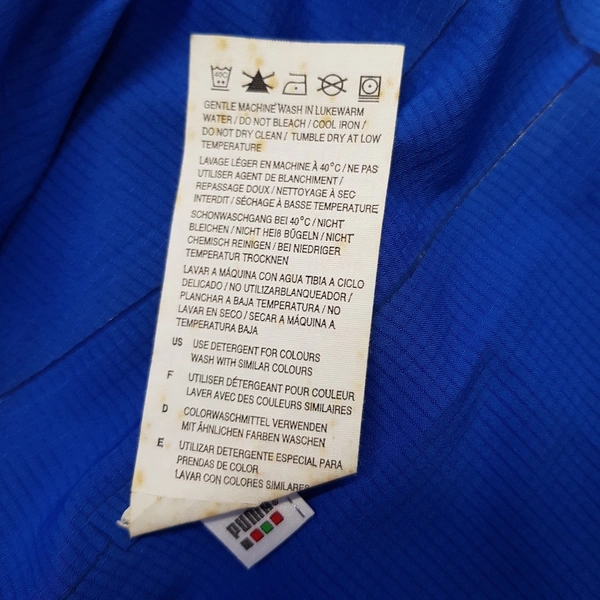 40C
GENTLE MACHINE WASH IN LUKEWARM
WATER / DO NOT BLEACH / COOL IRON /
DO NOT DRY CLEAN / TUMBLE DRY AT LOW
TEMPERATURE
LAVAGE LÉGER EN MACHINE À 40°C / NE PAS
UTILISER AGENT DE BLANCHIMENT /
REPASSAGE DOUX / NETTOYAGE À SEC
INTERDIT / SÉCHAGE À BASSE TEMPERATURE
SCHONWASCHGANG BEI 40°C / NICHT
BLEICHEN / NICHT HEIß BÜGELN / NICHT
CHEMISCH REINIGEN / BEI NIEDRIGER
TEMPERATUR TROCKNEN
LAVAR A MÁQUINA CON AGUA TIBIA A CICLO
DELICADO / NO UTILIZARBLANQUEADOR /
PLANCHAR A BAJA TEMPERATURA / NO
LAVAR EN SECO / SECAR A MÁQUINA A
TEMPERATURA BAJA
US USE DETERGENT FOR COLOURS
WASH WITH SIMILAR COLOURS
F UTILISER DÉTERGEANT POUR COULEUR
LAVER AVEC DES COULEURS SIMILAIRES
D COLORWASCHMITTEL VERWENDEN
MIT ÄHNLICHEN FARBEN WASCHEN
E UTILIZAR DETERGENTE ESPECIAL PARA
PRENDAS DE COLOR
LAVAR CON COLORES SIMILARES
PUMA